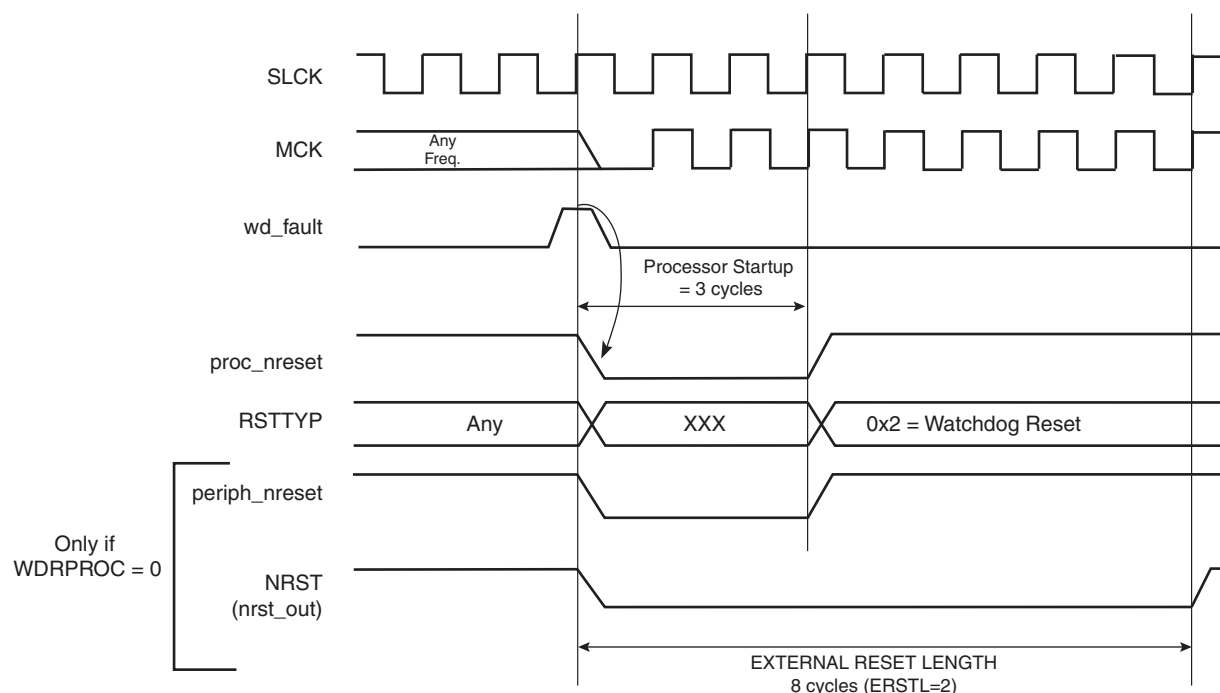 SLCK
MCK
Any
Freq.
wd_fault
Processor Startup
= 3 cycles
proc_nreset
RSTTYP
Any
XXX
0x2 = Watchdog Reset
periph_nreset
Only if
WDRPROC = 0
NRST
(nrst_out)
EXTERNAL RESET LENGTH
8 cycles (ERSTL=2)